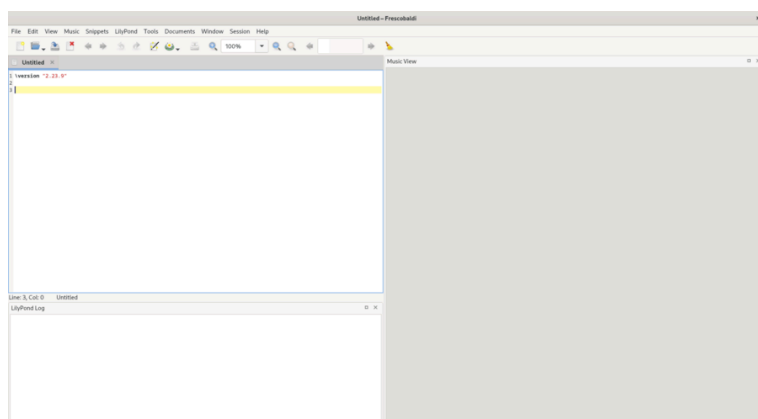 Untitled – Frescobaldi
File Edit View Music Snippets LilyPond Tools Documents Window Session Help
100%
Untitled
Music View
1 \version "2.23.9"
2
3
Line: 3, Col: 0 Untitled
LilyPond Log